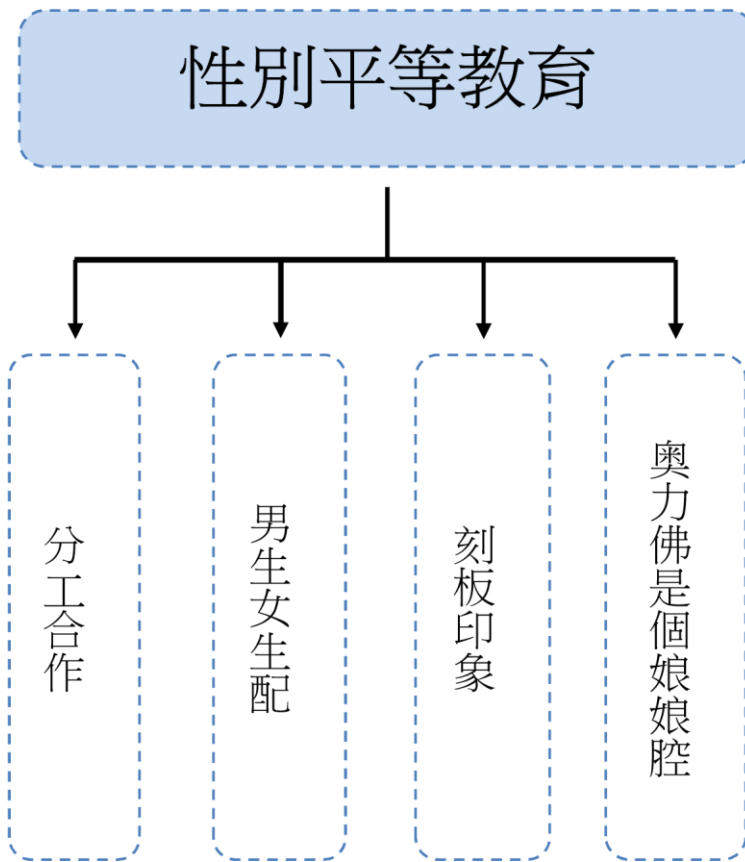 性別平等教育
分工合作
男生女生配
刻板印象
奧力佛是個娘娘腔